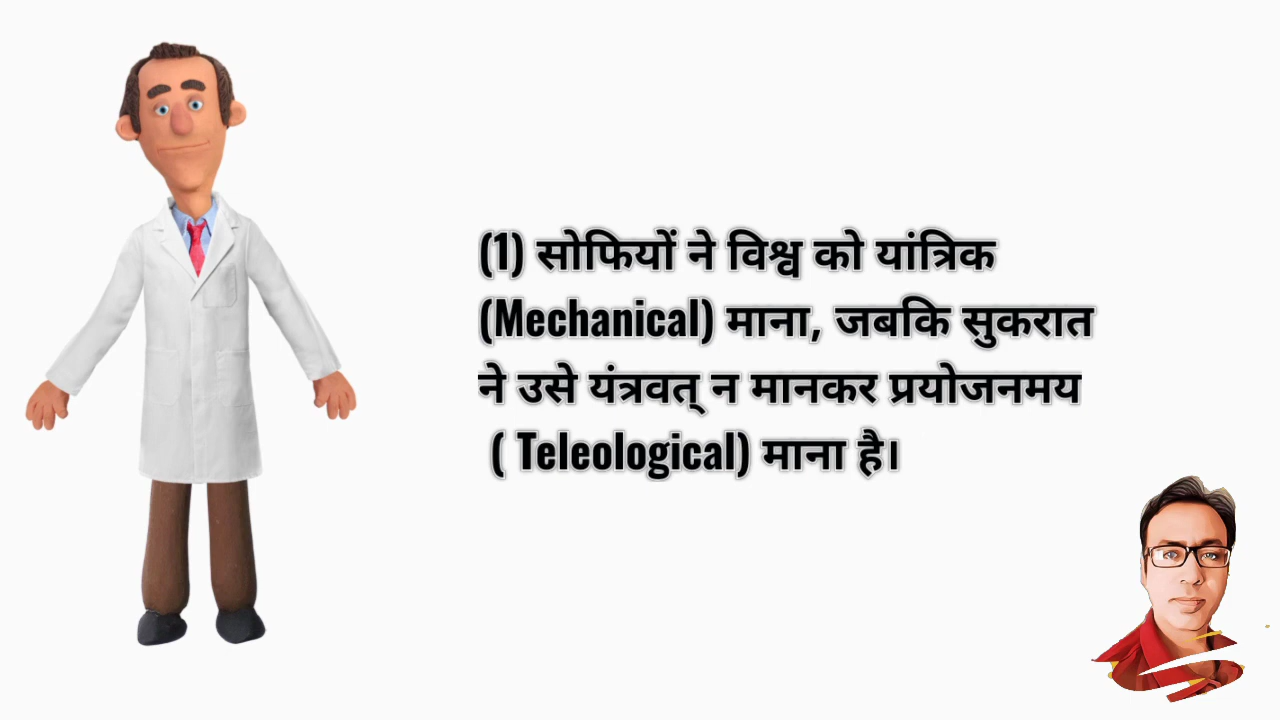 (1) सोफियों ने विश्व को यांत्रिक
(Mechanical) माना, जबकि सुकरात
ने उसे यंत्रवत् न मानकर प्रयोजनमय
( Teleological) माना है।